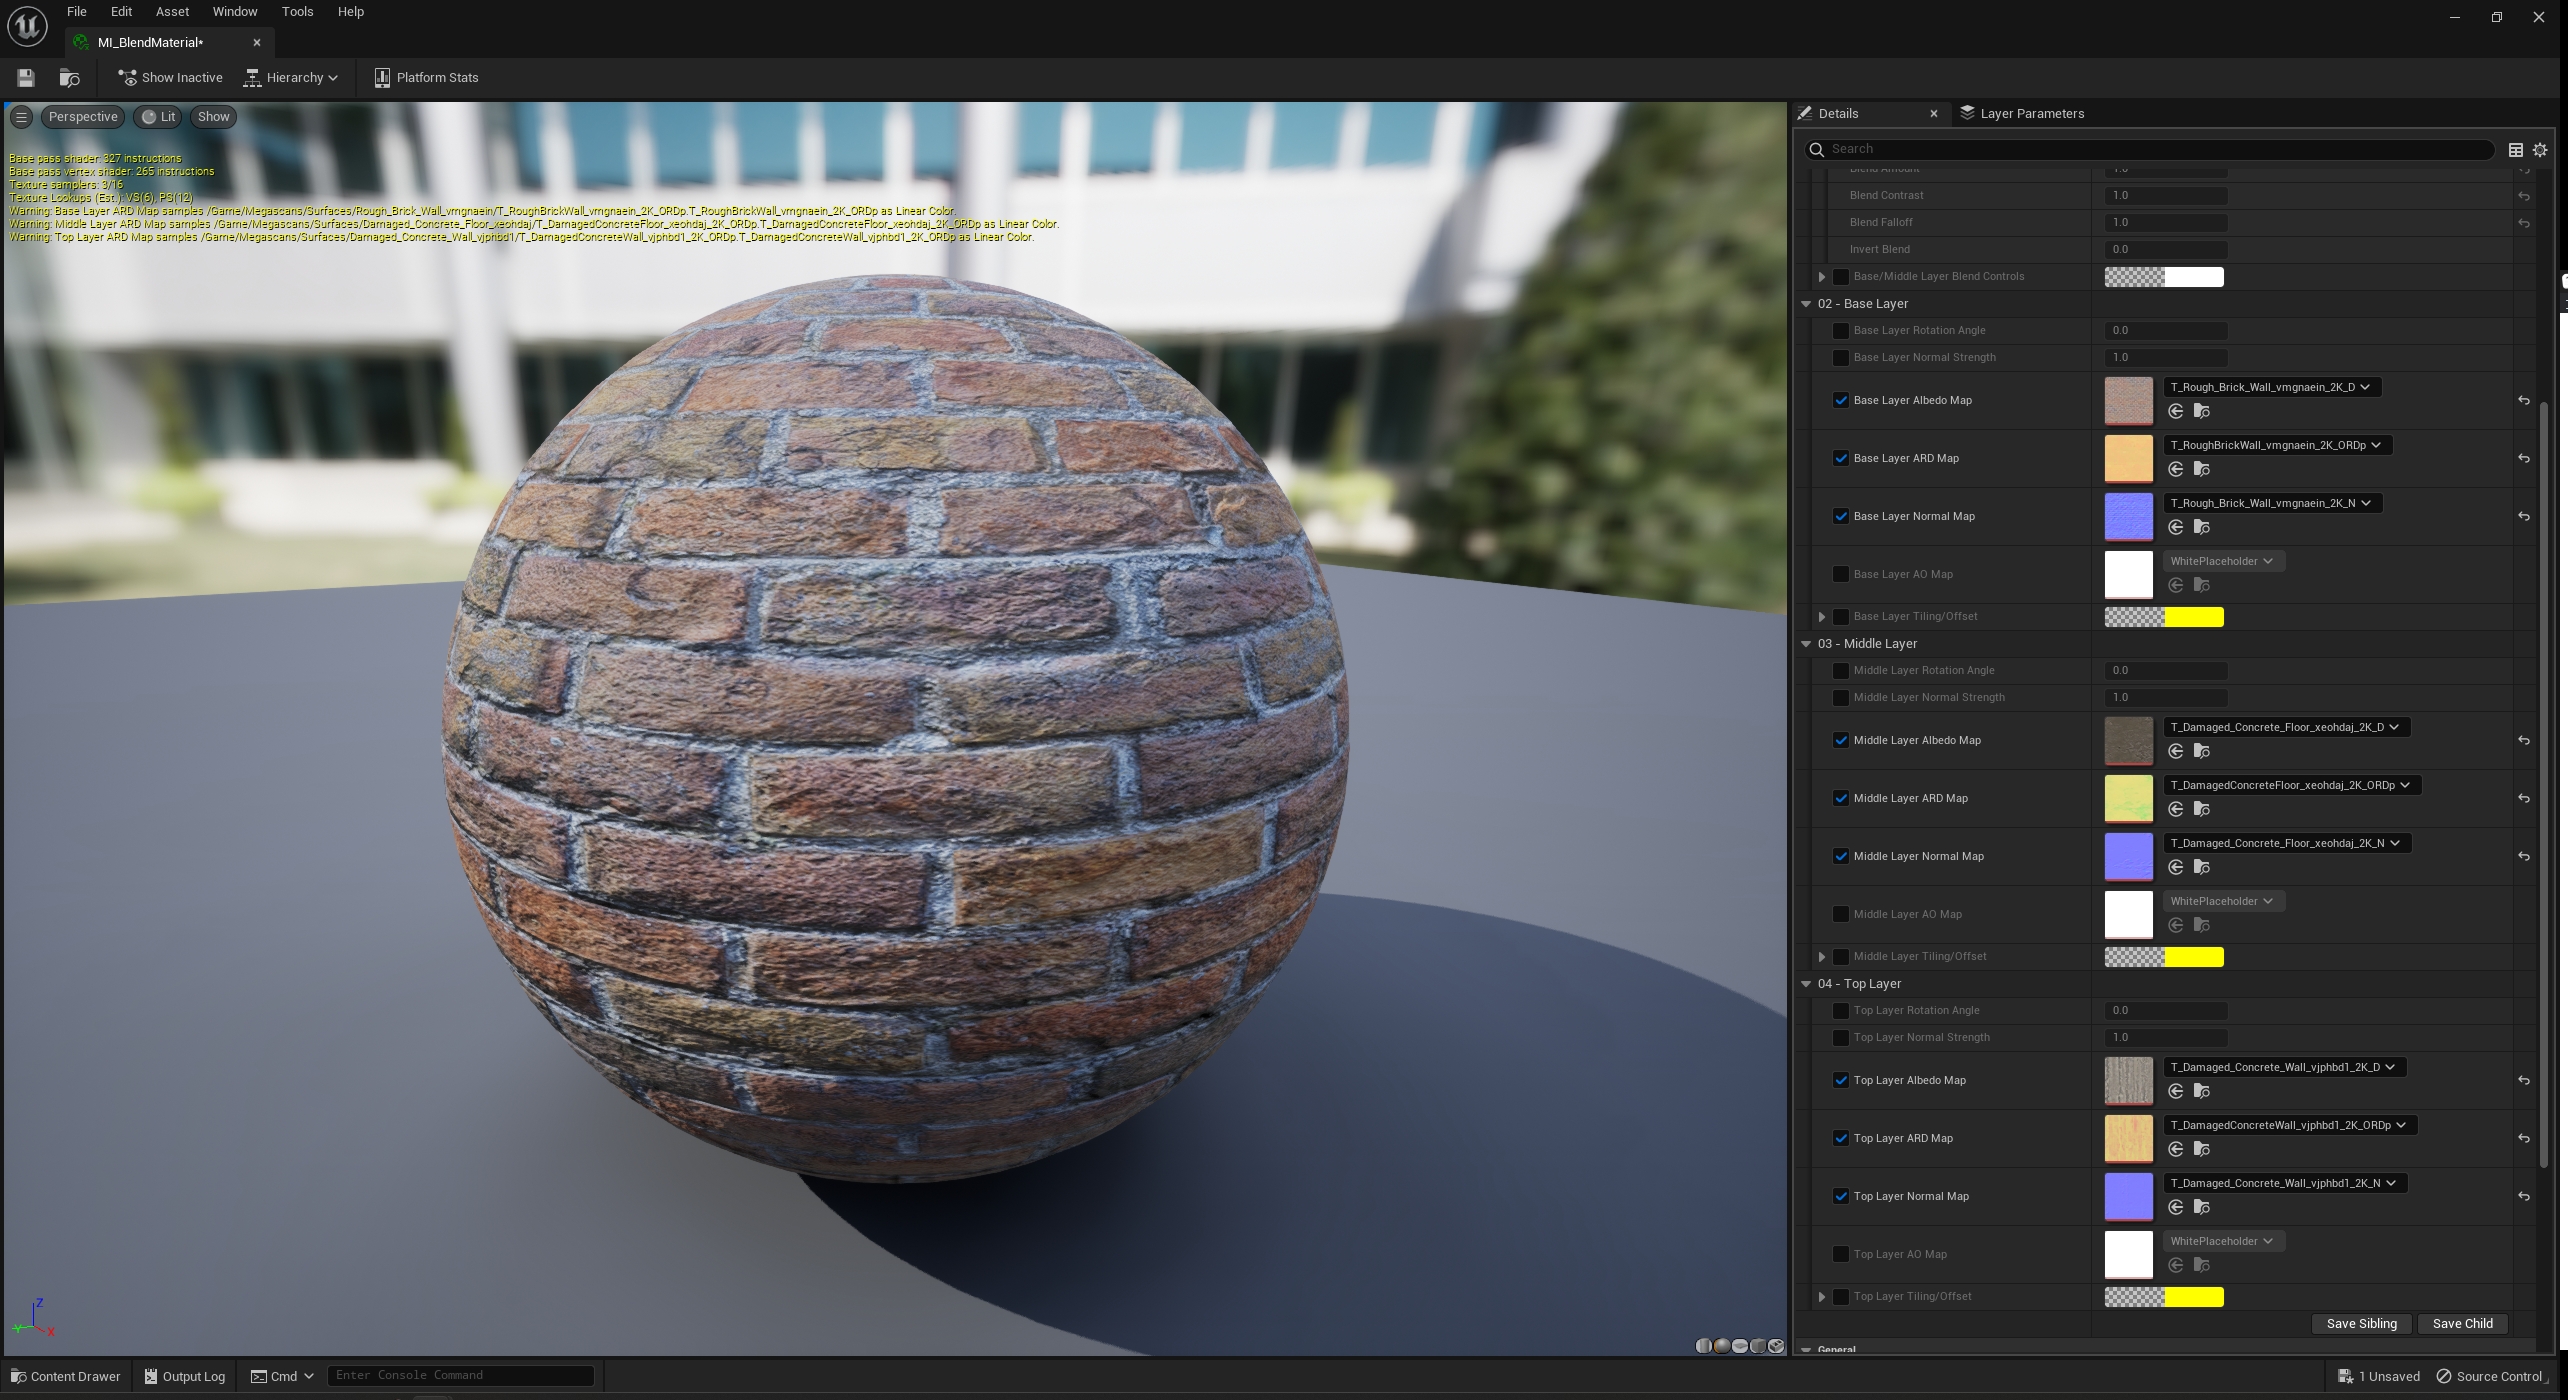 File Edit Asset Window Tools Help
MI_BlendMaterial*
Show Inactive Hierarchy Platform Stats
Perspective Lit Show
Base pass shader: 327 instructions
Base pass vertex shader: 265 instructions
Texture samplers: 3/16
Texture Lookups (Est.): VS(6), PS(12)
Warning: Base Layer ARD Map samples /Game/Megascans/Surfaces/Rough_Brick_Wall_vmgnaein/T_RoughBrickWall_vmgnaein_2K_ORDp.T_RoughBrickWall_vmgnaein_2K_ORDp as Linear Color.
Warning: Middle Layer ARD Map samples /Game/Megascans/Surfaces/Damaged_Concrete_Floor_xeohdaj/T_DamagedConcreteFloor_xeohdaj_2K_ORDp.T_DamagedConcreteFloor_xeohdaj_2K_ORDp as Linear Color.
Warning: Top Layer ARD Map samples /Game/Megascans/Surfaces/Damaged_Concrete_Wall_vjphbd1/T_DamagedConcreteWall_vjphbd1_2K_ORDp.T_DamagedConcreteWall_vjphbd1_2K_ORDp as Linear Color.
Z
Y
X
Details Layer Parameters
Search
Blend Amount 1.0
Blend Contrast 1.0
Blend Falloff 1.0
Invert Blend 0.0
Base/Middle Layer Blend Controls
02 - Base Layer
Base Layer Rotation Angle 0.0
Base Layer Normal Strength 1.0
Base Layer Albedo Map T_Rough_Brick_Wall_vmgnaein_2K_D
Base Layer ARD Map T_RoughBrickWall_vmgnaein_2K_ORDp
Base Layer Normal Map T_Rough_Brick_Wall_vmgnaein_2K_N
Base Layer AO Map WhitePlaceholder
Base Layer Tiling/Offset
03 - Middle Layer
Middle Layer Rotation Angle 0.0
Middle Layer Normal Strength 1.0
Middle Layer Albedo Map T_Damaged_Concrete_Floor_xeohdaj_2K_D
Middle Layer ARD Map T_DamagedConcreteFloor_xeohdaj_2K_ORDp
Middle Layer Normal Map T_Damaged_Concrete_Floor_xeohdaj_2K_N
Middle Layer AO Map WhitePlaceholder
Middle Layer Tiling/Offset
04 - Top Layer
Top Layer Rotation Angle 0.0
Top Layer Normal Strength 1.0
Top Layer Albedo Map T_Damaged_Concrete_Wall_vjphbd1_2K_D
Top Layer ARD Map T_DamagedConcreteWall_vjphbd1_2K_ORDp
Top Layer Normal Map T_Damaged_Concrete_Wall_vjphbd1_2K_N
Top Layer AO Map WhitePlaceholder
Top Layer Tiling/Offset
Save Sibling Save Child
General
Content Drawer Output Log Cmd Enter Console Command 1 Unsaved Source Control